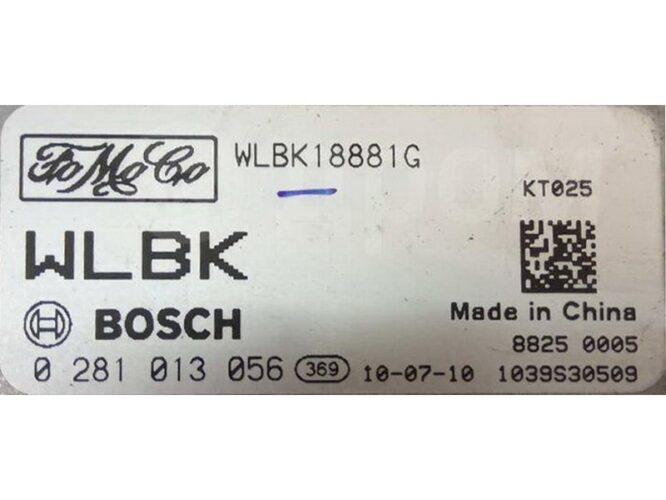 FoMoCo WLBK18881G
KT025
WLBK
BOSCH
Made in China
8825 0005
0 281 013 056 369 10-07-10 1039S30509